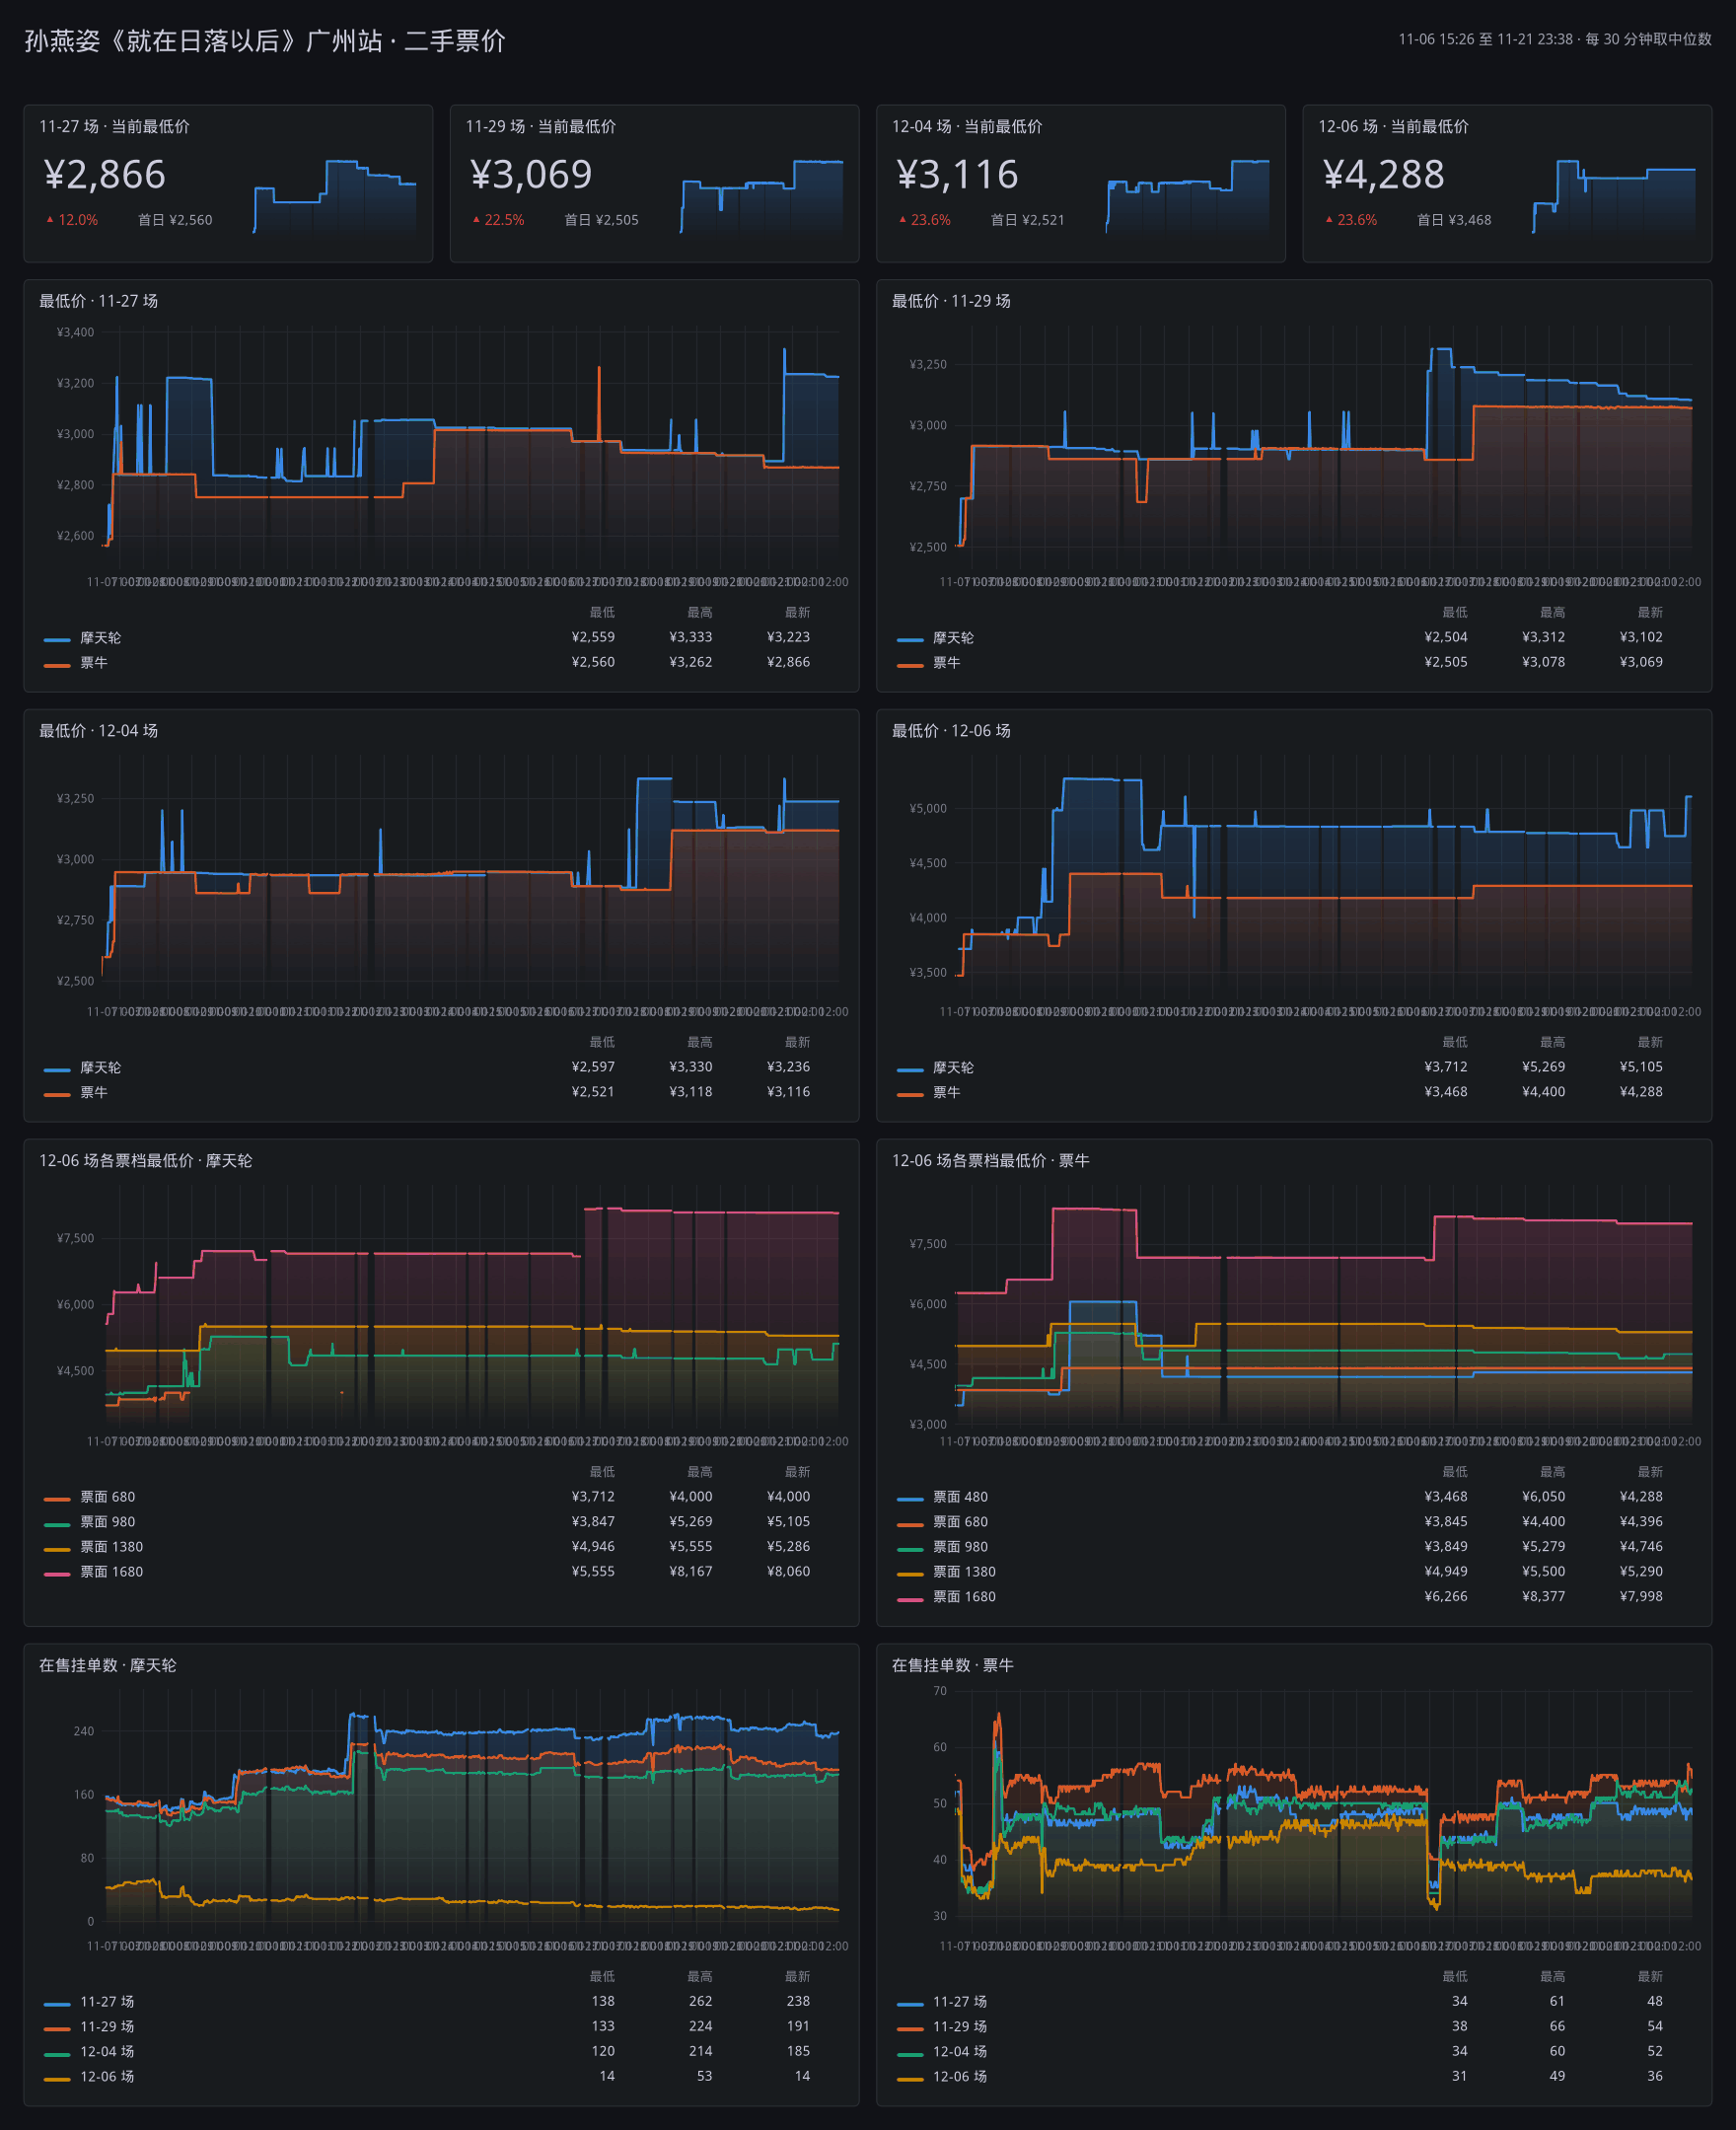 孙燕姿《就在日落以后》广州站 · 二手票价
11-06 15:26 至 11-21 23:38 · 每 30 分钟取中位数
11-27 场 · 当前最低价
¥2,866
▲ 12.0% 首日 ¥2,560
11-29 场 · 当前最低价
¥3,069
▲ 22.5% 首日 ¥2,505
12-04 场 · 当前最低价
¥3,116
▲ 23.6% 首日 ¥2,521
12-06 场 · 当前最低价
¥4,288
▲ 23.6% 首日 ¥3,468
最低价 · 11-27 场
¥3,400
¥3,200
¥3,000
¥2,800
¥2,600
最低 最高 最新
摩天轮 ¥2,559 ¥3,333 ¥3,223
票牛 ¥2,560 ¥3,262 ¥2,866
最低价 · 11-29 场
¥3,250
¥3,000
¥2,750
¥2,500
最低 最高 最新
摩天轮 ¥2,504 ¥3,312 ¥3,102
票牛 ¥2,505 ¥3,078 ¥3,069
最低价 · 12-04 场
¥3,250
¥3,000
¥2,750
¥2,500
最低 最高 最新
摩天轮 ¥2,597 ¥3,330 ¥3,236
票牛 ¥2,521 ¥3,118 ¥3,116
最低价 · 12-06 场
¥5,000
¥4,500
¥4,000
¥3,500
最低 最高 最新
摩天轮 ¥3,712 ¥5,269 ¥5,105
票牛 ¥3,468 ¥4,400 ¥4,288
12-06 场各票档最低价 · 摩天轮
¥7,500
¥6,000
¥4,500
最低 最高 最新
票面 680 ¥3,712 ¥4,000 ¥4,000
票面 980 ¥3,847 ¥5,269 ¥5,105
票面 1380 ¥4,946 ¥5,555 ¥5,286
票面 1680 ¥5,555 ¥8,167 ¥8,060
12-06 场各票档最低价 · 票牛
¥7,500
¥6,000
¥4,500
¥3,000
最低 最高 最新
票面 480 ¥3,468 ¥6,050 ¥4,288
票面 680 ¥3,845 ¥4,400 ¥4,396
票面 980 ¥3,849 ¥5,279 ¥4,746
票面 1380 ¥4,949 ¥5,500 ¥5,290
票面 1680 ¥6,266 ¥8,377 ¥7,998
在售挂单数 · 摩天轮
240
160
80
0
最低 最高 最新
11-27 场 138 262 238
11-29 场 133 224 191
12-04 场 120 214 185
12-06 场 14 53 14
在售挂单数 · 票牛
70
60
50
40
30
最低 最高 最新
11-27 场 34 61 48
11-29 场 38 66 54
12-04 场 34 60 52
12-06 场 31 49 36